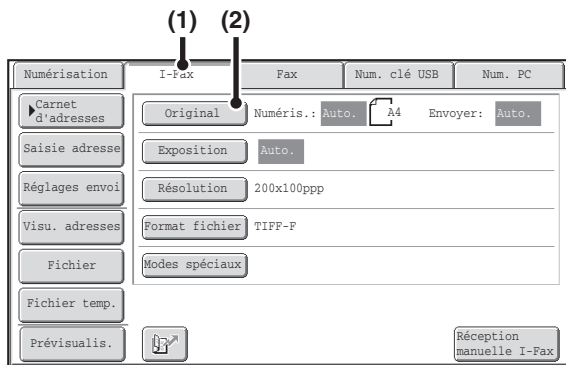 (1) (2)
Numérisation I-Fax Fax Num. clé USB Num. PC
Carnet
d'adresses
Original Numéris.: Auto. A4 Envoyer: Auto.
Saisie adresse
Exposition Auto.
Réglages envoi
Résolution 200x100ppp
Visu. adresses
Format fichier TIFF-F
Fichier
Modes spéciaux
Fichier temp.
Prévisualis.
Réception
manuelle I-Fax